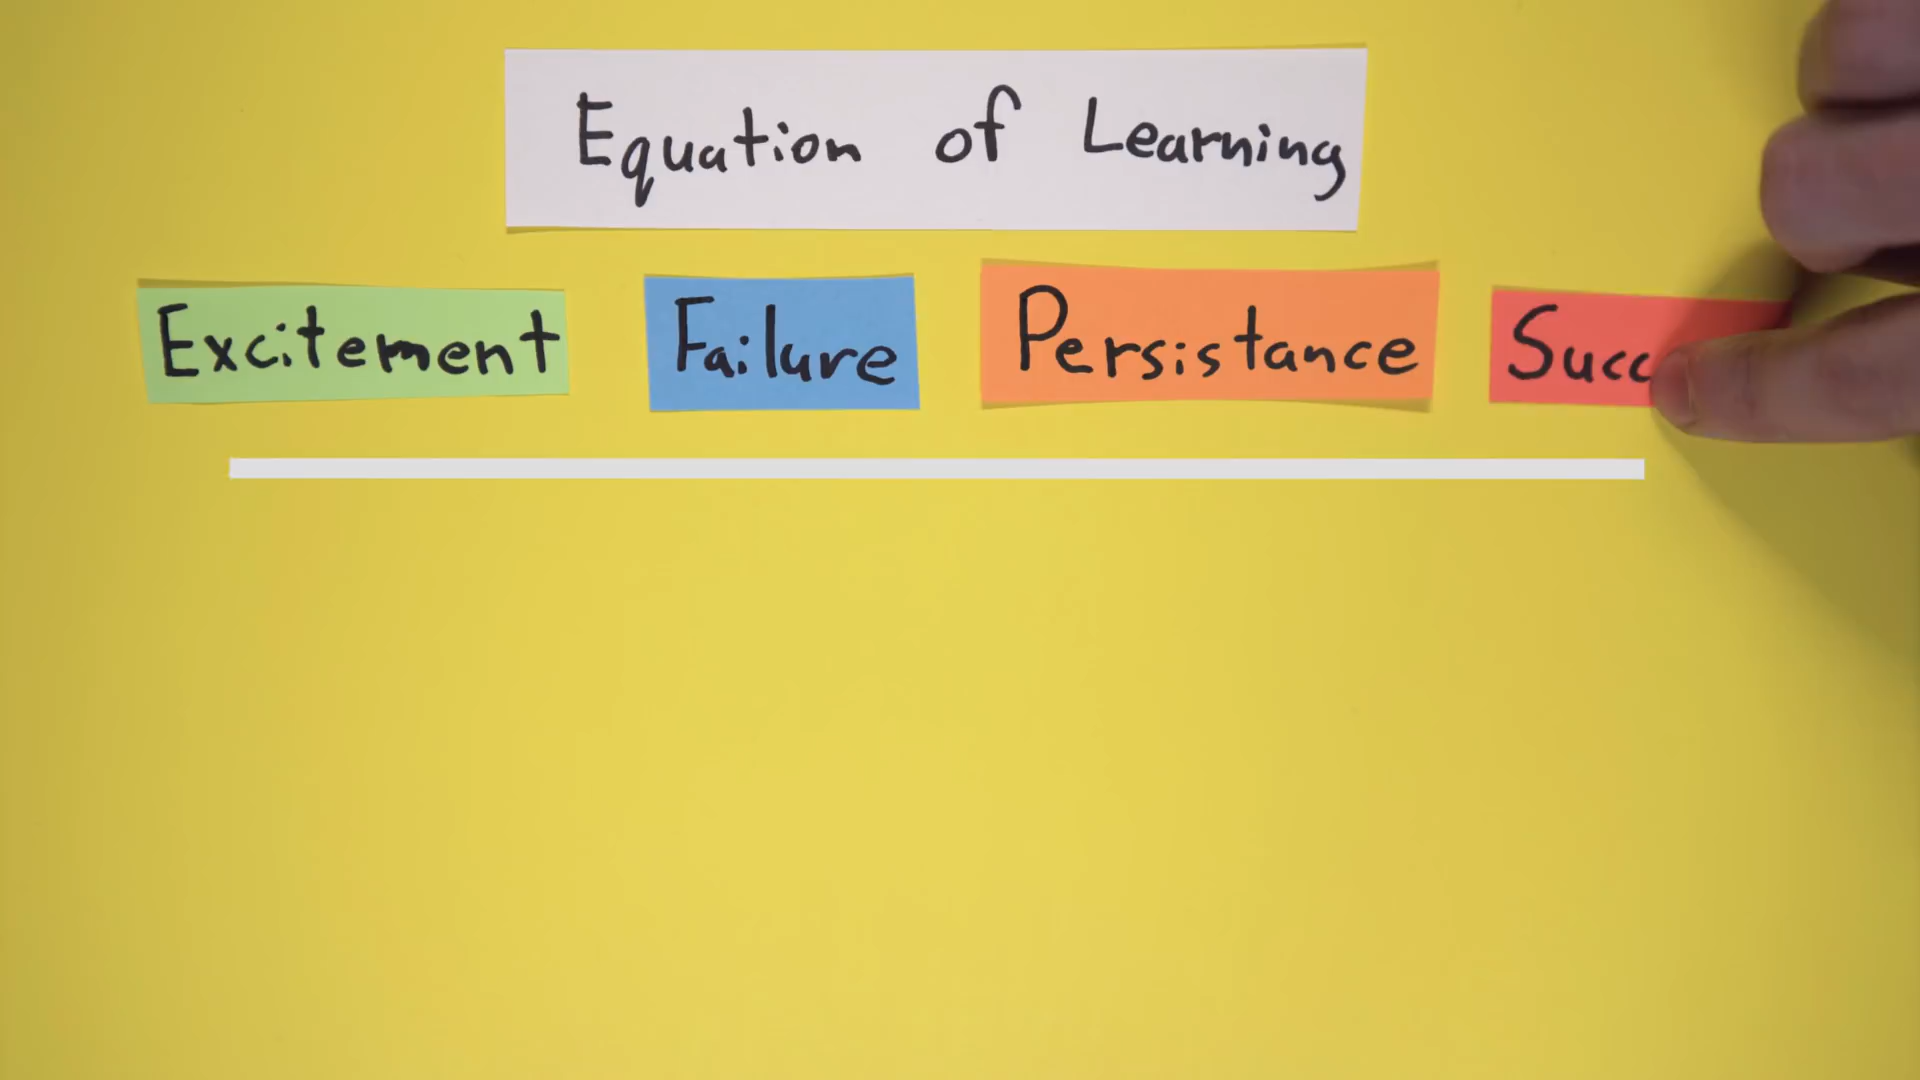 Equation of Learning
Excitement Failure Persistance Succ